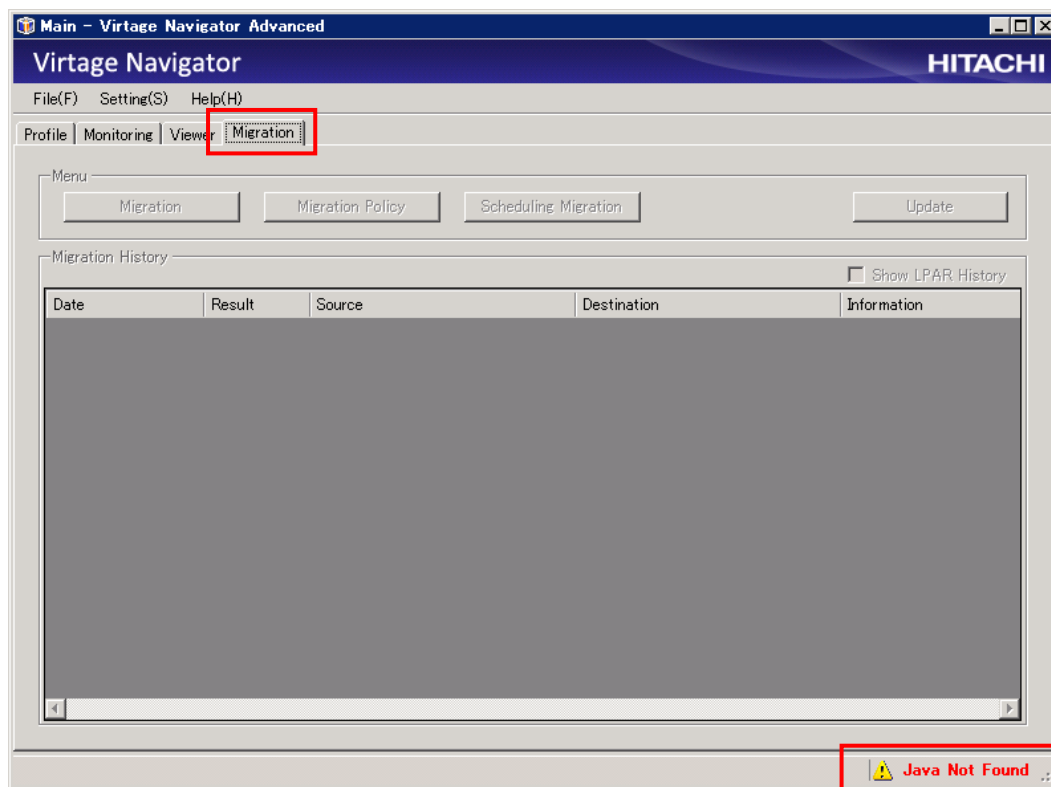 Main - Virtage Navigator Advanced
Virtage Navigator HITACHI
File(F) Setting(S) Help(H)
Profile Monitoring Viewer Migration
Menu
Migration Migration Policy Scheduling Migration Update
Migration History
Show LPAR History
Date Result Source Destination Information
Java Not Found